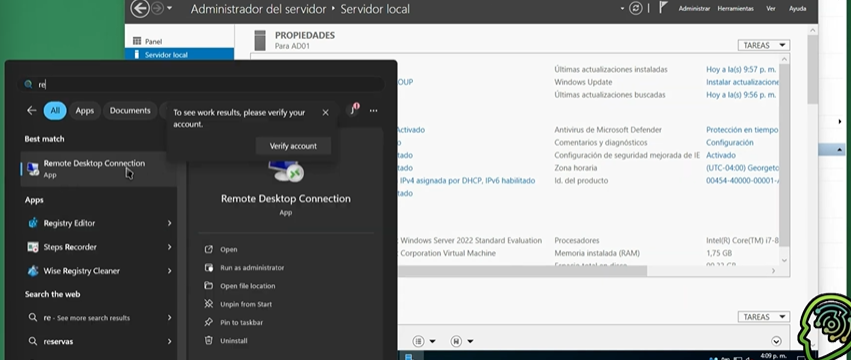 Administrador del servidor • Servidor local
Administrar Herramientas Ver Ayuda
Panel
Servidor local
PROPIEDADES
Para AD01
TAREAS
Últimas actualizaciones instaladas Hoy a la(s) 9:57 p. m.
OUP Windows Update Instalar actualizacione
Últimas actualizaciones buscadas Hoy a la(s) 9:56 p. m.
re
All Apps Documents
To see work results, please verify your account.
Verify account
Best match
Remote Desktop Connection
App
Remote Desktop Connection
App
Apps
Registry Editor
Steps Recorder
Wise Registry Cleaner
Search the web
re - See more search results
reservas
Open
Run as administrator
Open file location
Unpin from Start
Pin to taskbar
Uninstall
Activado Antivirus de Microsoft Defender Protección en tiempo
Comentarios y diagnósticos Configuración
tado Configuración de seguridad mejorada de IE Activado
tado Zona horaria (UTC-04:00) Georgeto
IPv4 asignada por DHCP, IPv6 habilitado Id. del producto 00454-40000-00001-
tado
Windows Server 2022 Standard Evaluation Procesadores Intel(R) Core(TM) i7-8
Corporation Virtual Machine Memoria instalada (RAM) 1,75 GB
TAREAS
4:09 p. m.